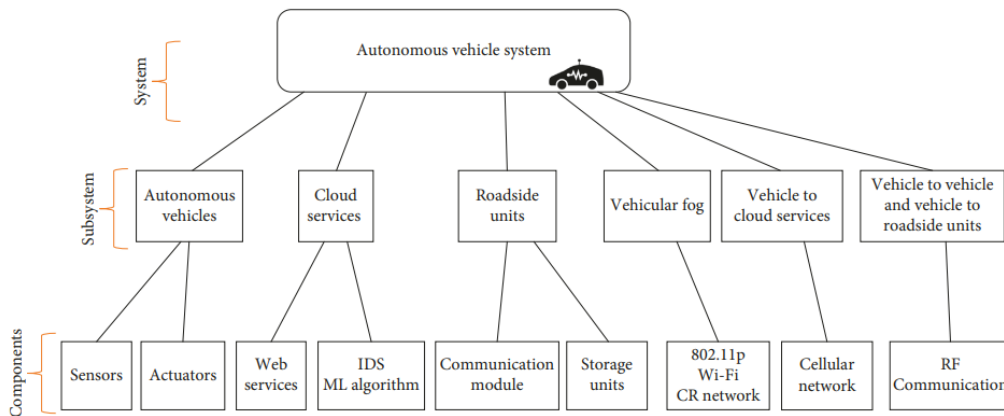 Autonomous vehicle system
System
Subsystem
Autonomous
vehicles
Cloud
services
Roadside
units
Vehicular fog
Vehicle to
cloud services
Vehicle to vehicle
and vehicle to
roadside units
Components
Sensors
Actuators
Web
services
IDS
ML algorithm
Communication
module
Storage
units
802.11p
Wi-Fi
CR network
Cellular
network
RF
Communication